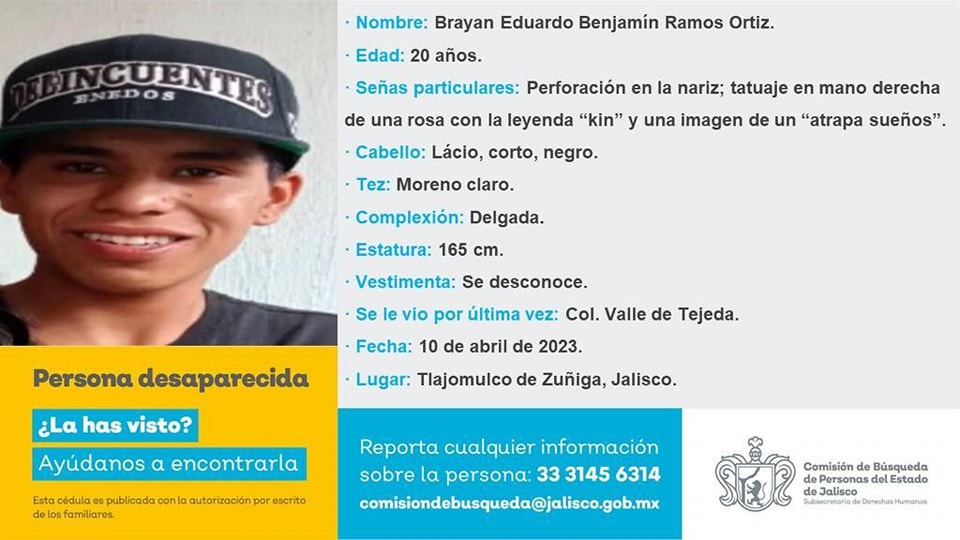 DELINCUENTES
ENEDOS
· Nombre: Brayan Eduardo Benjamín Ramos Ortiz.
· Edad: 20 años.
· Señas particulares: Perforación en la nariz; tatuaje en mano derecha
de una rosa con la leyenda “kin” y una imagen de un “atrapa sueños”.
· Cabello: Lácio, corto, negro.
· Tez: Moreno claro.
· Complexión: Delgada.
· Estatura: 165 cm.
· Vestimenta: Se desconoce.
· Se le vio por última vez: Col. Valle de Tejeda.
· Fecha: 10 de abril de 2023.
· Lugar: Tlajomulco de Zuñiga, Jalisco.
Persona desaparecida
¿La has visto?
Ayúdanos a encontrarla
Esta cédula es publicada con la autorización por escrito
de los familiares.
Reporta cualquier información
sobre la persona: 33 3145 6314
comisiondebusqueda@jalisco.gob.mx
Comisión de Búsqueda
de Personas del Estado
de Jalisco
Subsecretaría de Derechos Humanos